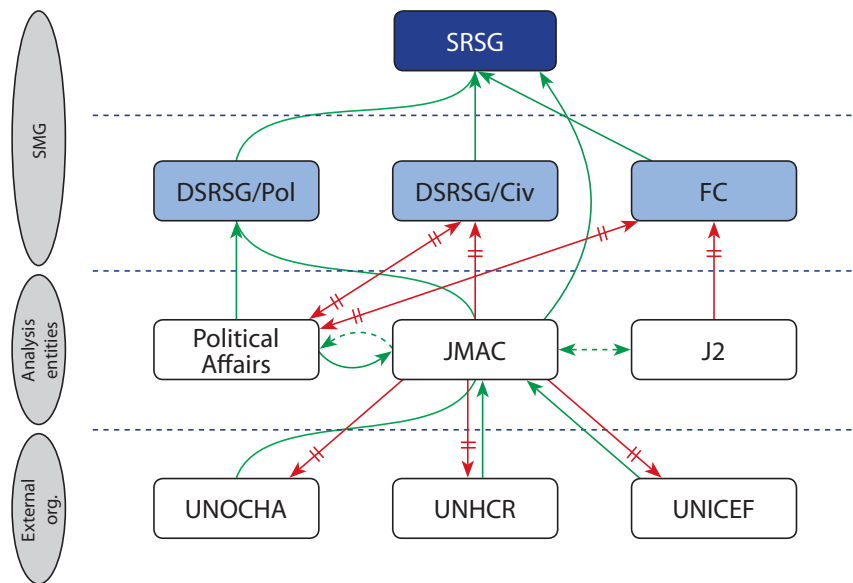 SMG
SRSG
DSRSG/Pol
DSRSG/Civ
FC
Analysis
entities
Political
Affairs
JMAC
J2
External
org.
UNOCHA
UNHCR
UNICEF